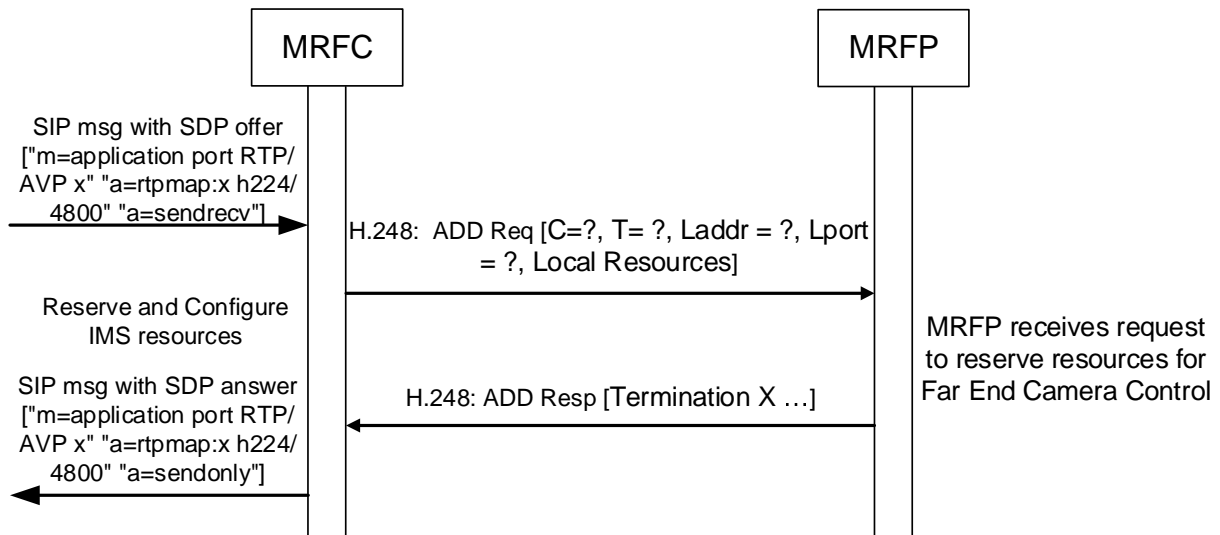 MRFC
MRFP
SIP msg with SDP offer
["m=application port RTP/
AVP x" "a=rtpmap:x h224/
4800" "a=sendrecv"]
H.248:  ADD Req [C=?, T= ?, Laddr = ?, Lport
= ?, Local Resources]
Reserve and Configure
IMS resources
MRFP receives request
to reserve resources for
Far End Camera Control
SIP msg with SDP answer
["m=application port RTP/
AVP x" "a=rtpmap:x h224/
4800" "a=sendonly"]
H.248: ADD Resp [Termination X …]